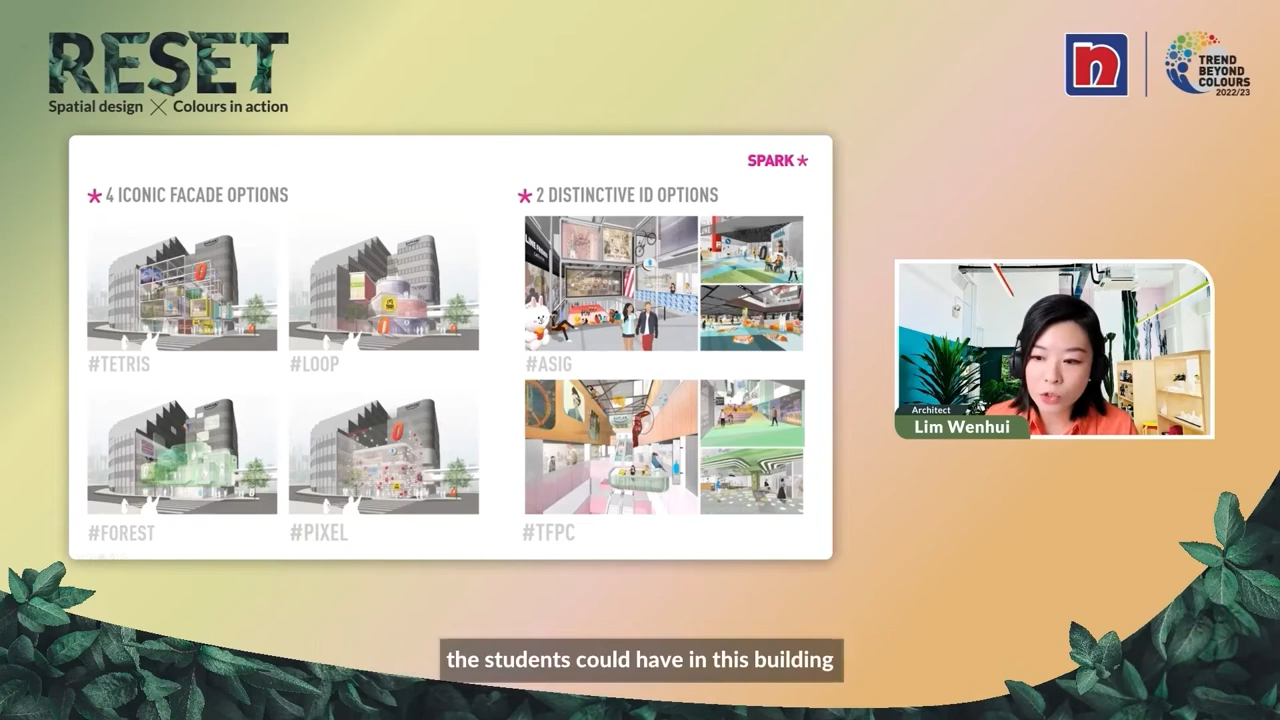 RESET
Spatial design X Colours in action
n
TREND
BEYOND
COLOURS
2022/23
SPARK*
* 4 ICONIC FACADE OPTIONS
* 2 DISTINCTIVE ID OPTIONS
#TETRIS
#LOOP
#ASIG
#FOREST
#PIXEL
#TFPC
Architect
Lim Wenhui
the students could have in this building